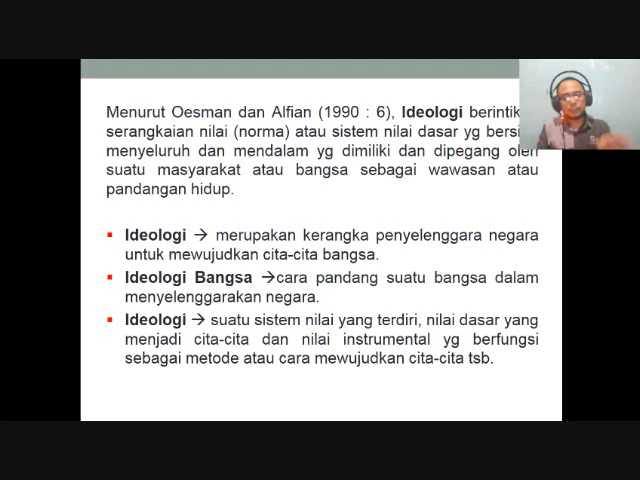 Menurut Oesman dan Alfian (1990 : 6), Ideologi berintik
serangkaian nilai (norma) atau sistem nilai dasar yg bersi
menyeluruh dan mendalam yg dimiliki dan dipegang oleh
suatu masyarakat atau bangsa sebagai wawasan atau
pandangan hidup.
▪ Ideologi → merupakan kerangka penyelenggara negara
untuk mewujudkan cita-cita bangsa.
▪ Ideologi Bangsa →cara pandang suatu bangsa dalam
menyelenggarakan negara.
▪ Ideologi → suatu sistem nilai yang terdiri, nilai dasar yang
menjadi cita-cita dan nilai instrumental yg berfungsi
sebagai metode atau cara mewujudkan cita-cita tsb.